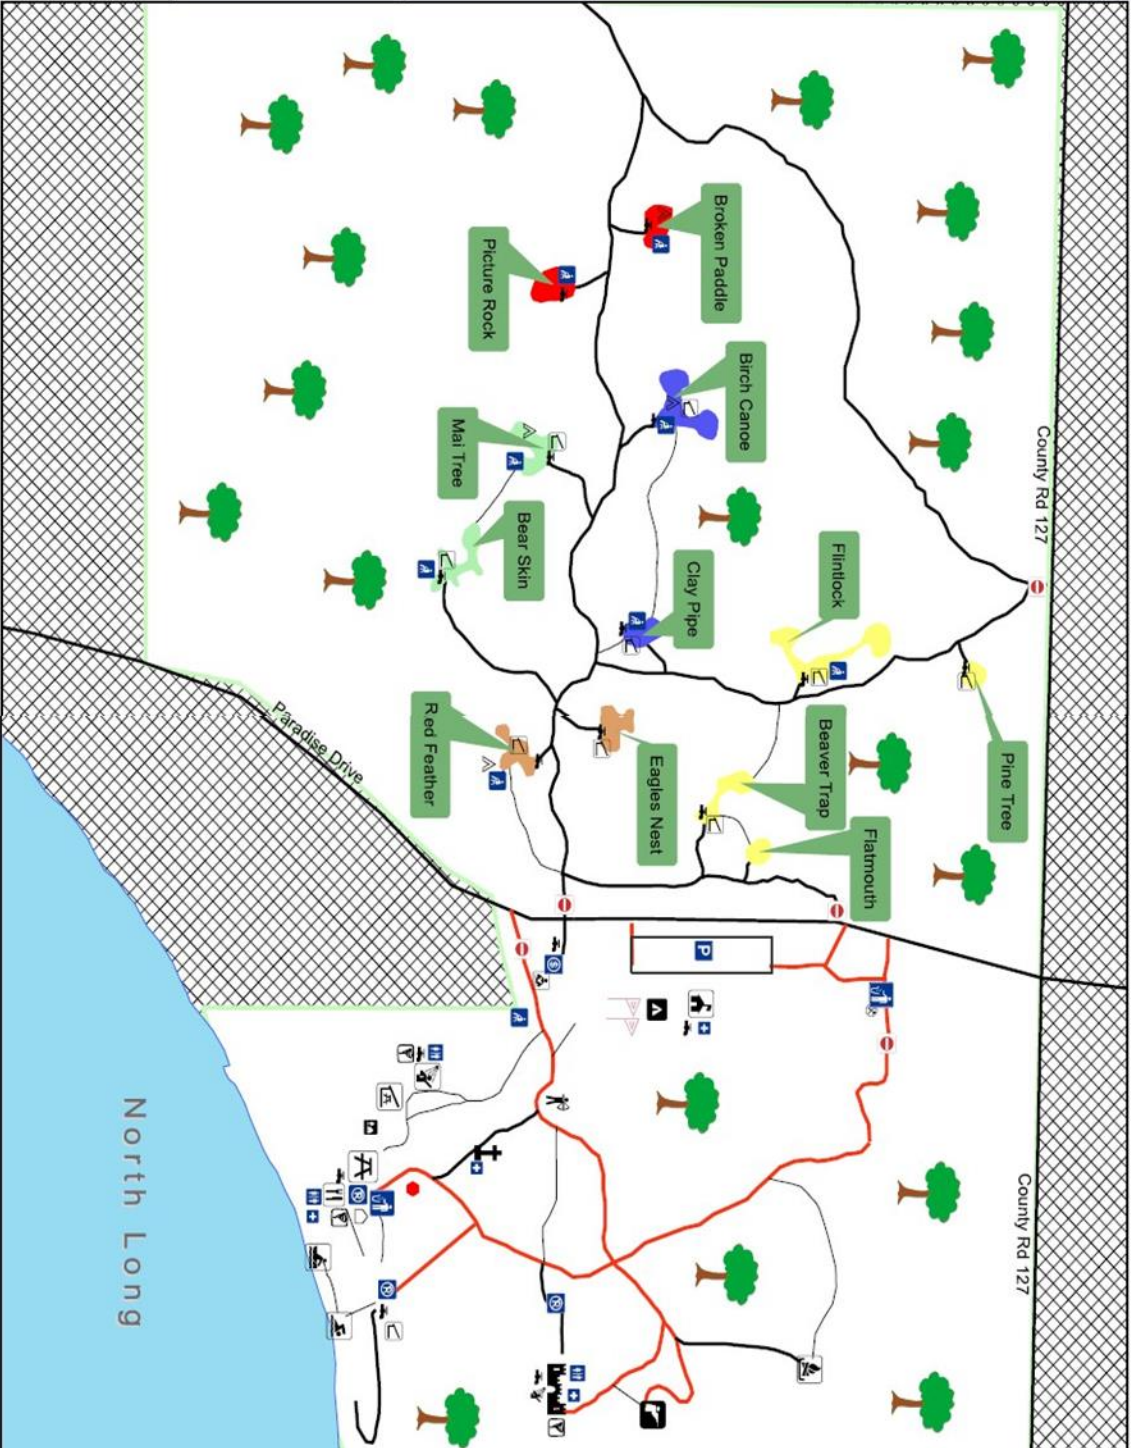 County Rd 127
County Rd 127
Pine Tree
Flintlock
Beaver Trap
Flatmouth
Birch Canoe
Broken Paddle
Clay Pipe
Eagles Nest
P
Picture Rock
Bear Skin
Mai Tree
Red Feather
Paradise Drive
North Long